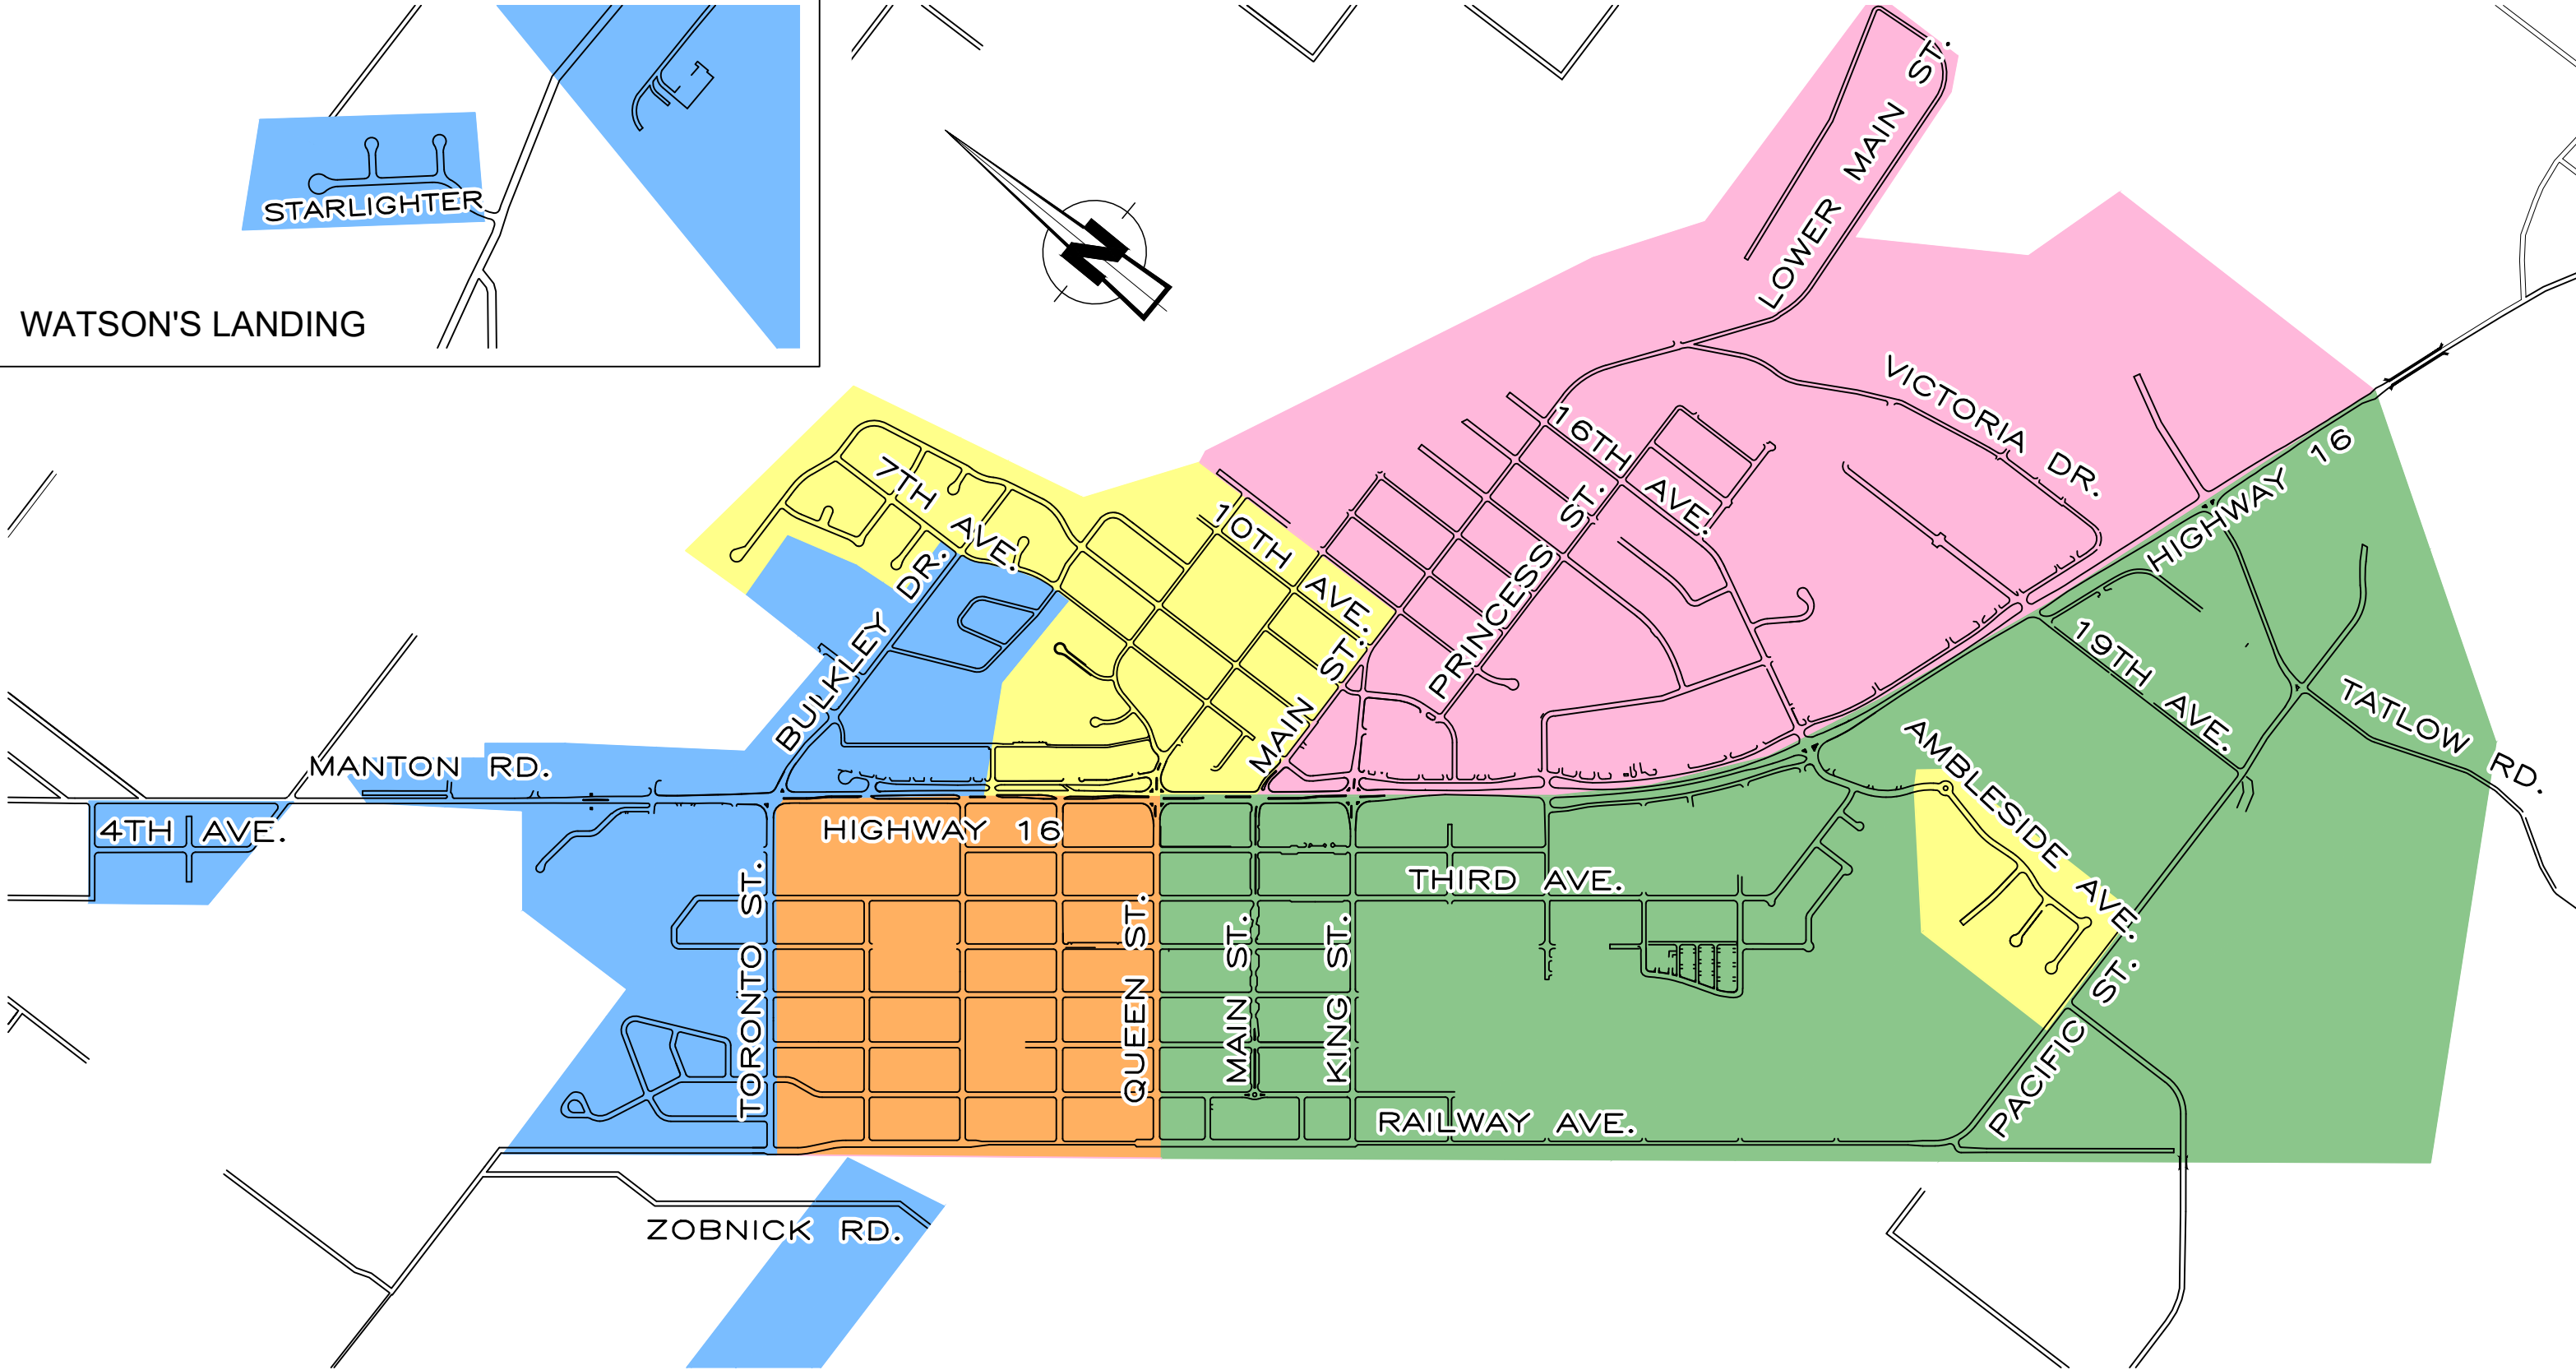 STARLIGHTER
WATSON'S LANDING
N
LOWER MAIN ST.
VICTORIA DR.
16TH AVE.
HIGHWAY 16
7TH AVE.
10TH AVE.
PRINCESS ST.
BULKLEY DR.
MAIN ST.
19TH AVE.
TATLOW RD.
MANTON RD.
AMBLESIDE AVE.
4TH AVE.
HIGHWAY 16
THIRD AVE.
TORONTO ST.
QUEEN ST.
MAIN ST.
KING ST.
PACIFIC ST.
RAILWAY AVE.
ZOBNICK RD.